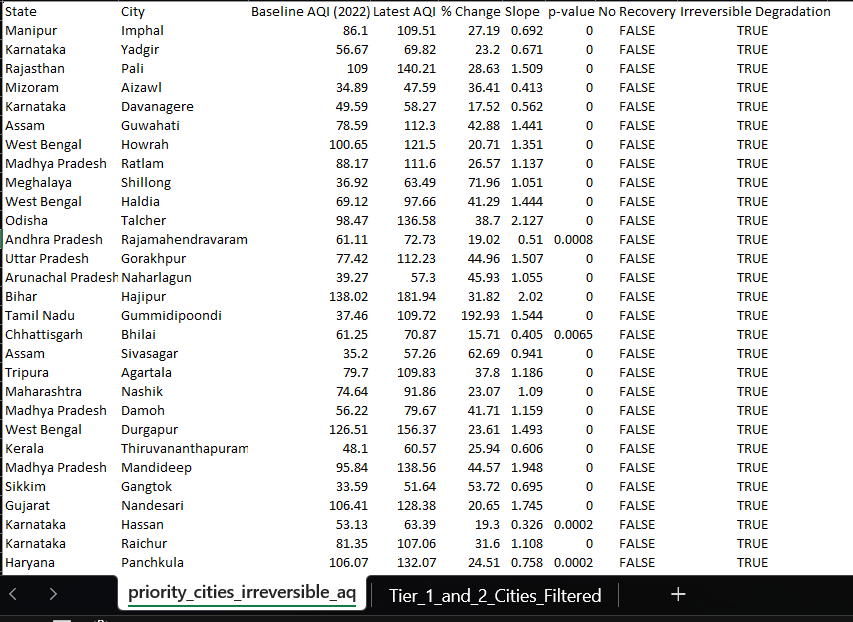 State City Baseline AQI (2022) Latest AQI % Change Slope p-value No Recovery Irreversible Degradation
Manipur Imphal 86.1 109.51 27.19 0.692 0 FALSE TRUE
Karnataka Yadgir 56.67 69.82 23.2 0.671 0 FALSE TRUE
Rajasthan Pali 109 140.21 28.63 1.509 0 FALSE TRUE
Mizoram Aizawl 34.89 47.59 36.41 0.413 0 FALSE TRUE
Karnataka Davanagere 49.59 58.27 17.52 0.562 0 FALSE TRUE
Assam Guwahati 78.59 112.3 42.88 1.441 0 FALSE TRUE
West Bengal Howrah 100.65 121.5 20.71 1.351 0 FALSE TRUE
Madhya Pradesh Ratlam 88.17 111.6 26.57 1.137 0 FALSE TRUE
Meghalaya Shillong 36.92 63.49 71.96 1.051 0 FALSE TRUE
West Bengal Haldia 69.12 97.66 41.29 1.444 0 FALSE TRUE
Odisha Talcher 98.47 136.58 38.7 2.127 0 FALSE TRUE
Andhra Pradesh Rajamahendravaram 61.11 72.73 19.02 0.51 0.0008 FALSE TRUE
Uttar Pradesh Gorakhpur 77.42 112.23 44.96 1.507 0 FALSE TRUE
Arunachal Pradesh Naharlagun 39.27 57.3 45.93 1.055 0 FALSE TRUE
Bihar Hajipur 138.02 181.94 31.82 2.02 0 FALSE TRUE
Tamil Nadu Gummidipoondi 37.46 109.72 192.93 1.544 0 FALSE TRUE
Chhattisgarh Bhilai 61.25 70.87 15.71 0.405 0.0065 FALSE TRUE
Assam Sivasagar 35.2 57.26 62.69 0.941 0 FALSE TRUE
Tripura Agartala 79.7 109.83 37.8 1.186 0 FALSE TRUE
Maharashtra Nashik 74.64 91.86 23.07 1.09 0 FALSE TRUE
Madhya Pradesh Damoh 56.22 79.67 41.71 1.159 0 FALSE TRUE
West Bengal Durgapur 126.51 156.37 23.61 1.493 0 FALSE TRUE
Kerala Thiruvananthapuram 48.1 60.57 25.94 0.606 0 FALSE TRUE
Madhya Pradesh Mandideep 95.84 138.56 44.57 1.948 0 FALSE TRUE
Sikkim Gangtok 33.59 51.64 53.72 0.695 0 FALSE TRUE
Gujarat Nandesari 106.41 128.38 20.65 1.745 0 FALSE TRUE
Karnataka Hassan 53.13 63.39 19.3 0.326 0.0002 FALSE TRUE
Karnataka Raichur 81.35 107.06 31.6 1.108 0 FALSE TRUE
Haryana Panchkula 106.07 132.07 24.51 0.758 0.0002 FALSE TRUE
priority_cities_irreversible_aq Tier_1_and_2_Cities_Filtered